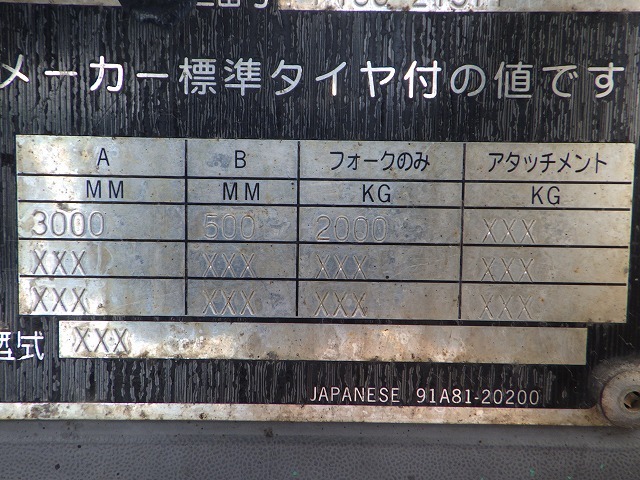 メーカー標準タイヤ付の値です
A B フォークのみ アタッチメント
MM MM KG KG
3000 500 2000 XXX
XXX XXX XXX XXX
XXX XXX XXX XXX
型式 XXX
JAPANESE 91A81-20200